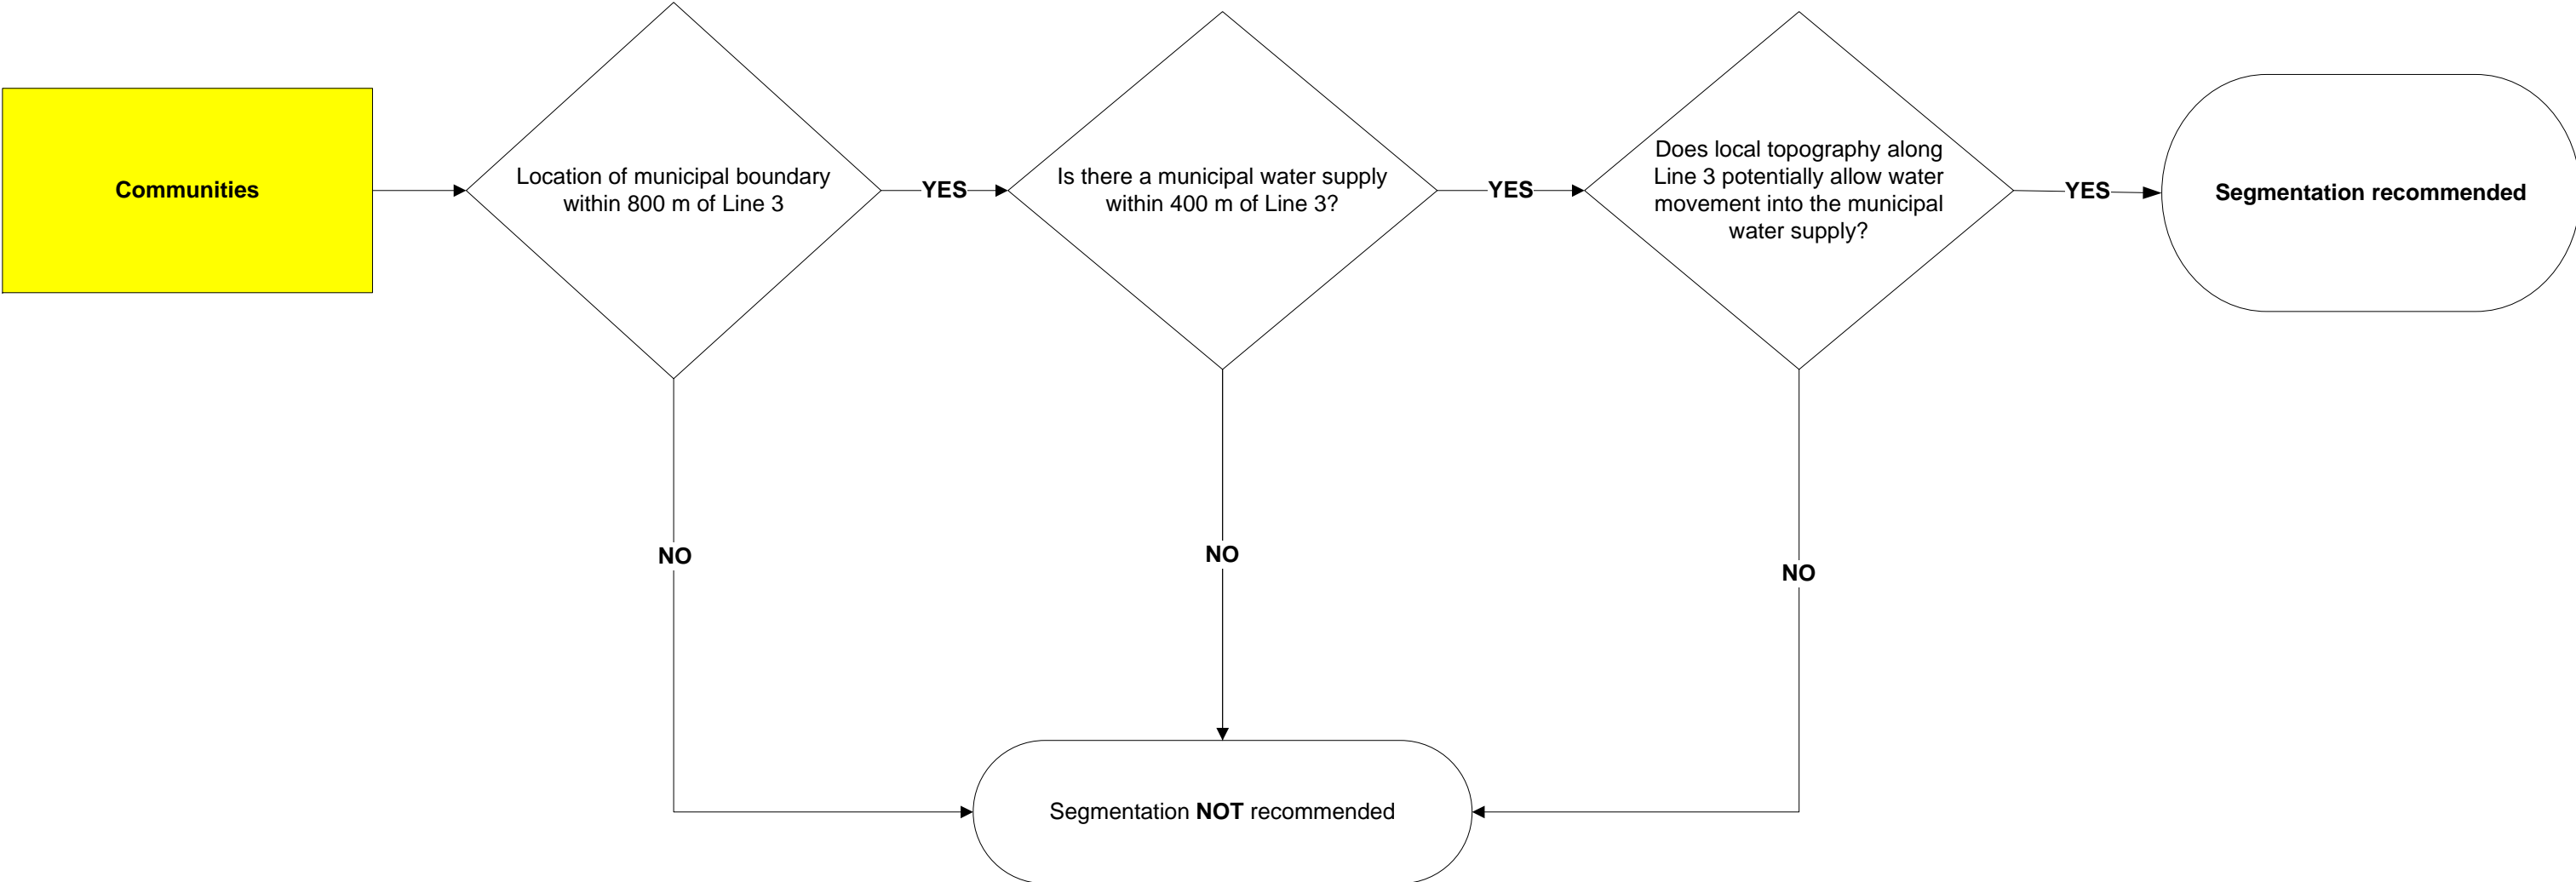 Communities
Location of municipal boundary
within 800 m of Line 3
YES
Is there a municipal water supply
within 400 m of Line 3?
YES
Does local topography along
Line 3 potentially allow water
movement into the municipal
water supply?
YES
Segmentation recommended
NO
NO
NO
Segmentation NOT recommended